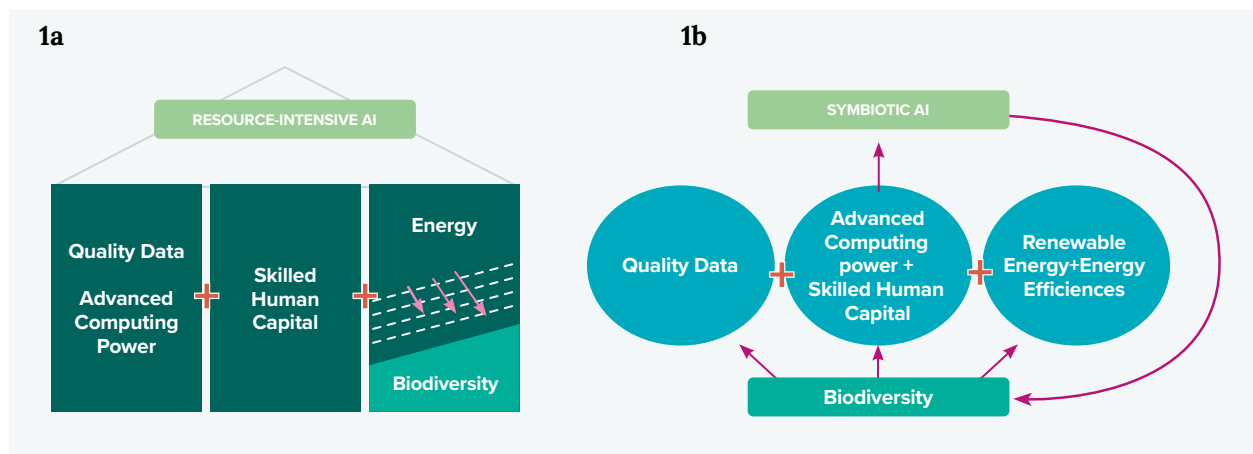 1a
RESOURCE-INTENSIVE AI
Quality Data
Advanced
Computing
Power
+
Skilled
Human
Capital
+
Energy
Biodiversity
1b
SYMBIOTIC AI
Quality Data
+
Advanced
Computing
power +
Skilled Human
Capital
+
Renewable
Energy+Energy
Efficiences
Biodiversity